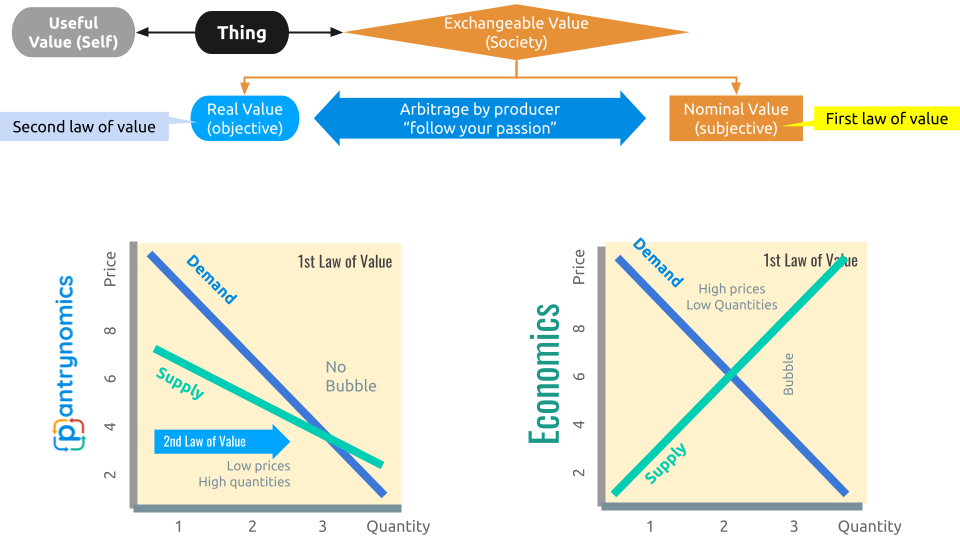 Useful
Value (Self)
Thing
Exchangeable Value
(Society)
Second law of value
Real Value
(objective)
Arbitrage by producer
“follow your passion”
Nominal Value
(subjective)
First law of value
pantrynomics
Price
8
6
4
2
1st Law of Value
Demand
Supply
No
Bubble
2nd Law of Value
Low prices
High quantities
1
2
3
Quantity
Economics
Price
8
6
4
2
Demand
1st Law of Value
High prices
Low Quantities
Bubble
Supply
1
2
3
Quantity